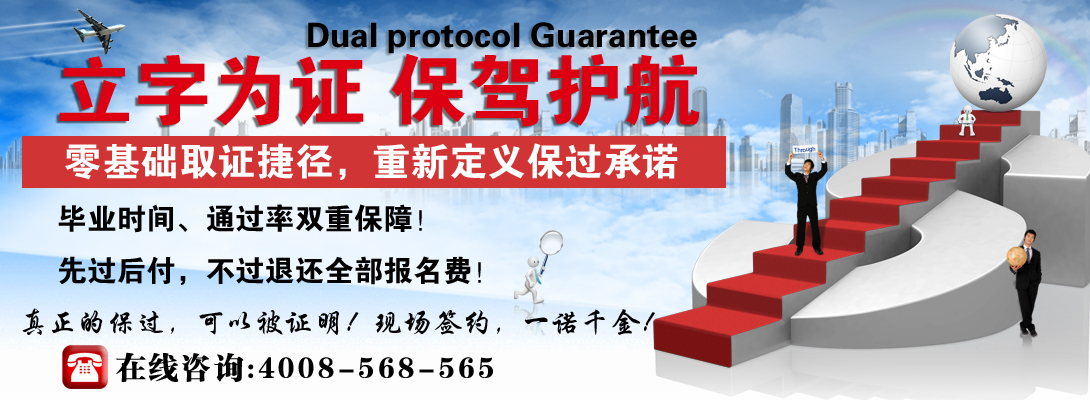 Dual protocol Guarantee
立字为证 保驾护航
零基础取证捷径，重新定义保过承诺
毕业时间、通过率双重保障！
Through
先过后付，不过退还全部报名费！
真正的保过，可以被证明！现场签约，一诺千金！
在线咨询:4008-568-565